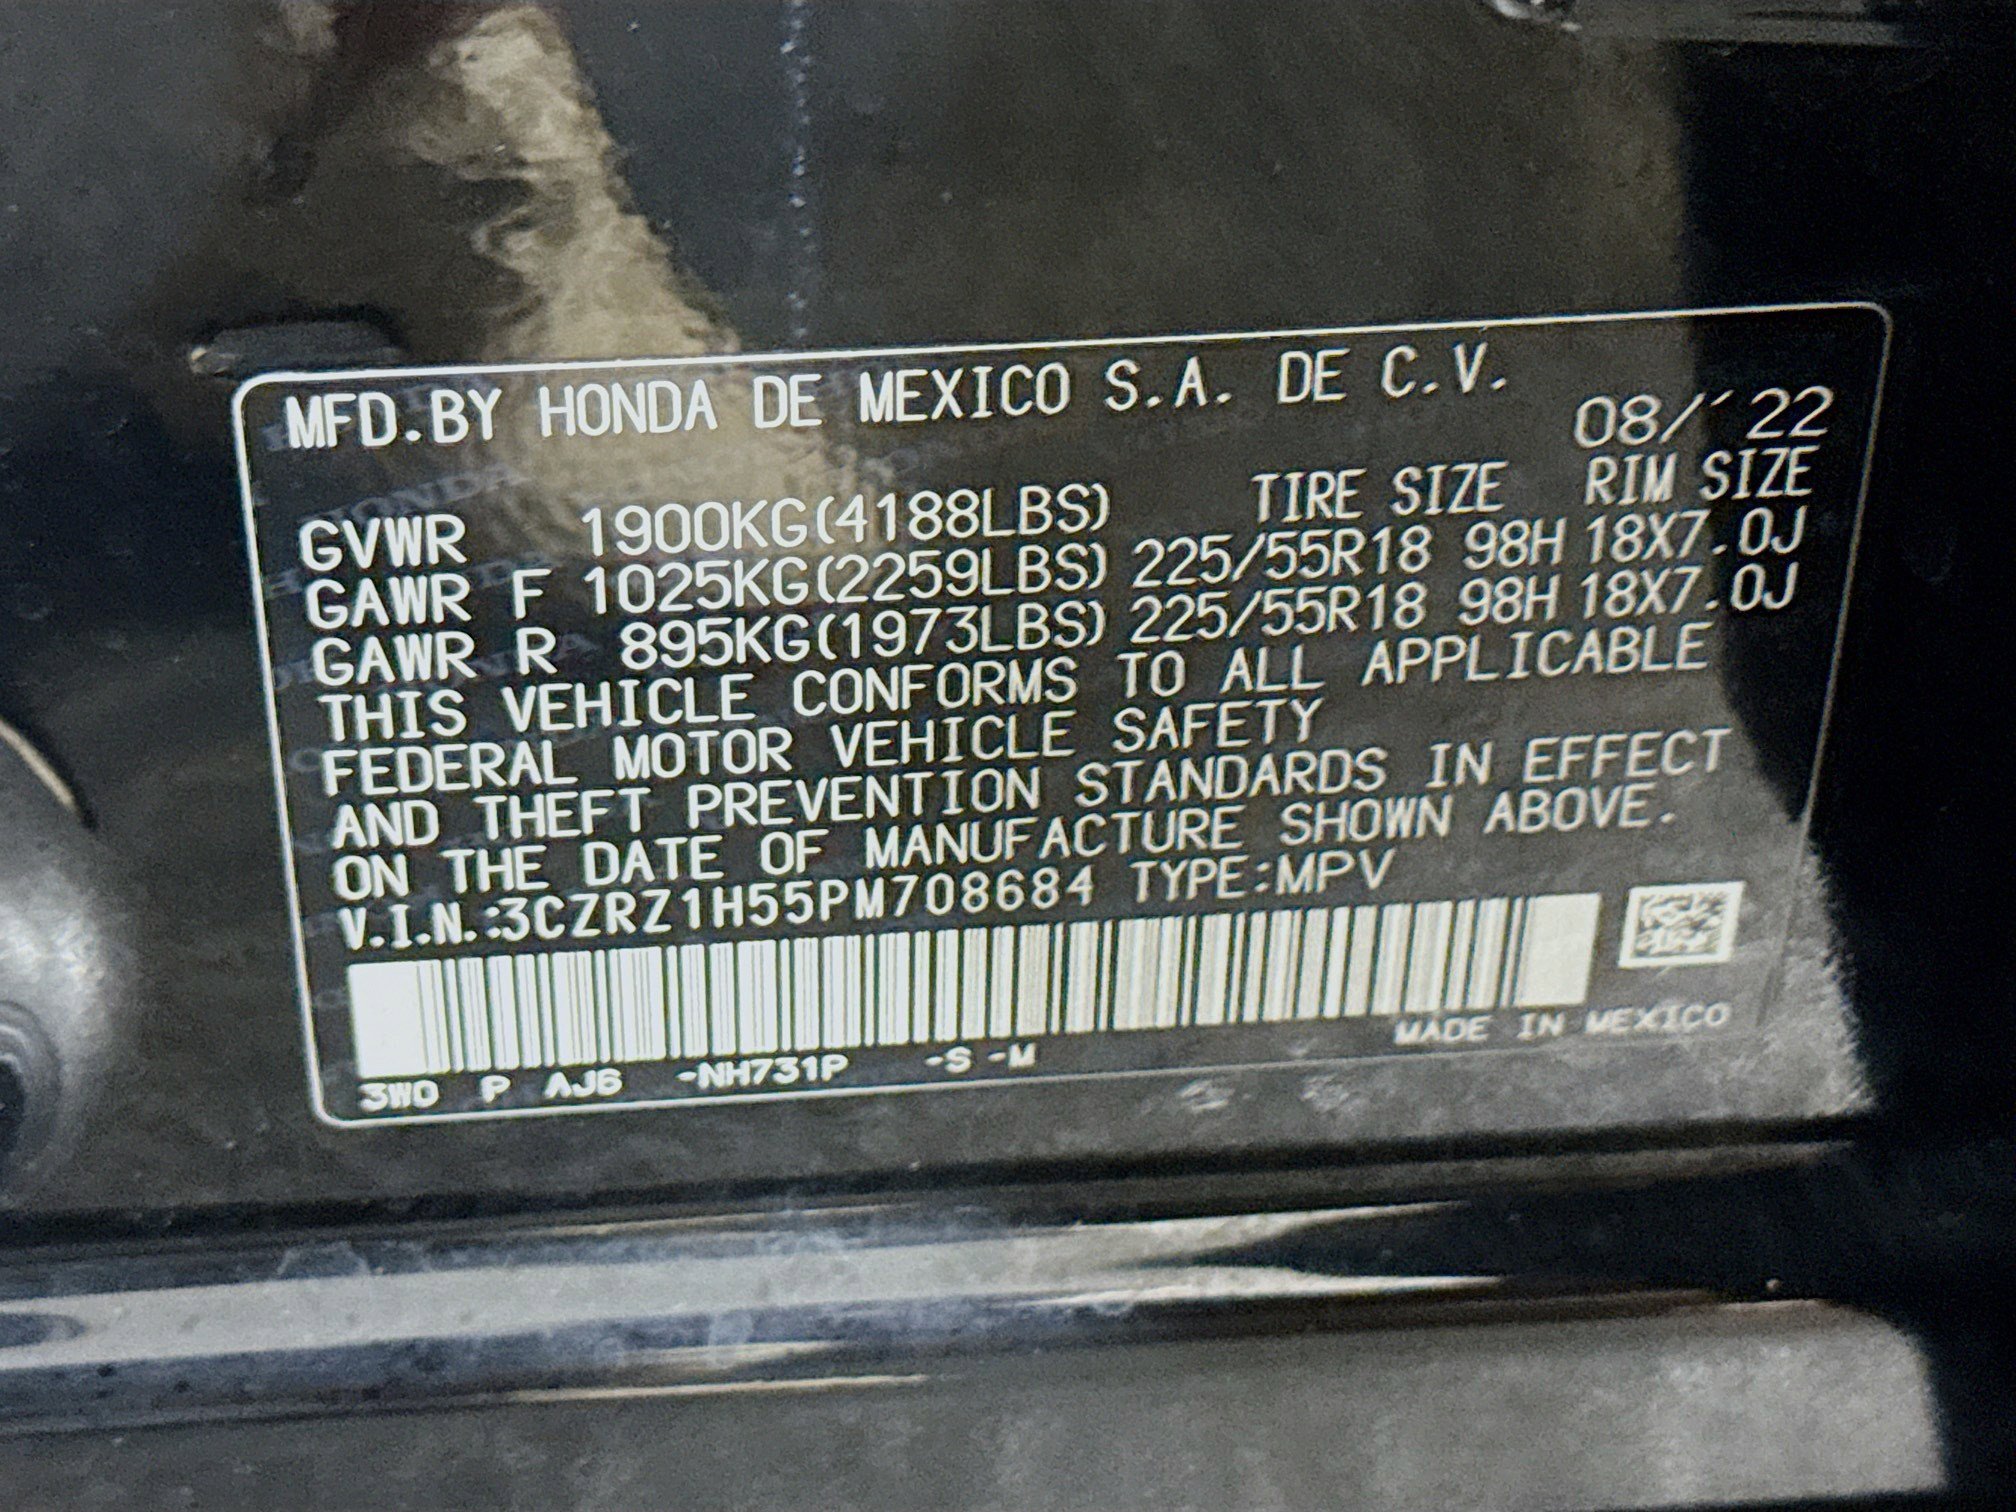 MFD.BY HONDA DE MEXICO S.A. DE C.V.
08/´22
TIRE SIZE RIM SIZE
GVWR 1900KG(4188LBS)
GAWR F 1025KG(2259LBS) 225/55R18 98H 18X7.0J
GAWR R 895KG(1973LBS) 225/55R18 98H 18X7.0J
THIS VEHICLE CONFORMS TO ALL APPLICABLE
FEDERAL MOTOR VEHICLE SAFETY
AND THEFT PREVENTION STANDARDS IN EFFECT
ON THE DATE OF MANUFACTURE SHOWN ABOVE.
V.I.N.:3CZRZ1H55PM708684 TYPE:MPV
MADE IN MEXICO
3W0 P AJ6 -NH731P -S -M